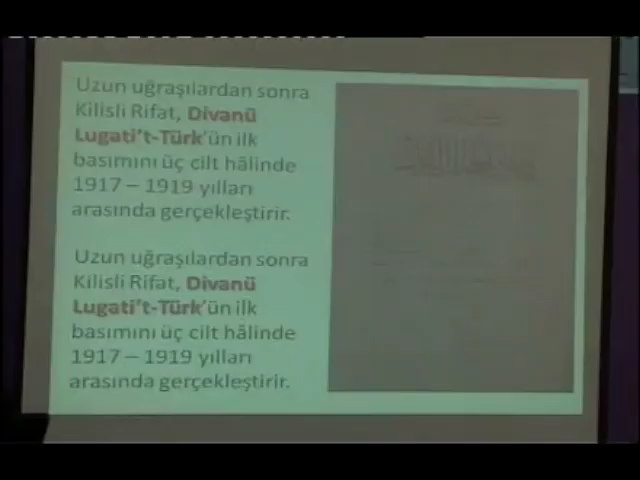 Uzun uğraşılardan sonra
Kilisli Rifat, Divanü
Lugati't-Türk'ün ilk
basımını üç cilt hâlinde
1917 – 1919 yılları
arasında gerçekleştirir.
Uzun uğraşılardan sonra
Kilisli Rifat, Divanü
Lugati't-Türk'ün ilk
basımını üç cilt hâlinde
1917 – 1919 yılları
arasında gerçekleştirir.